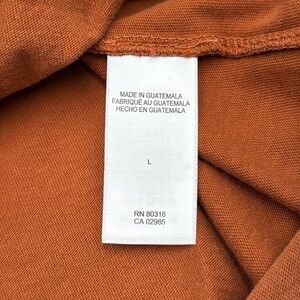 MADE IN GUATEMALA
FABRIQUÉ AU GUATEMALA
HECHO EN GUATEMALA
L
RN 80318
CA 02985